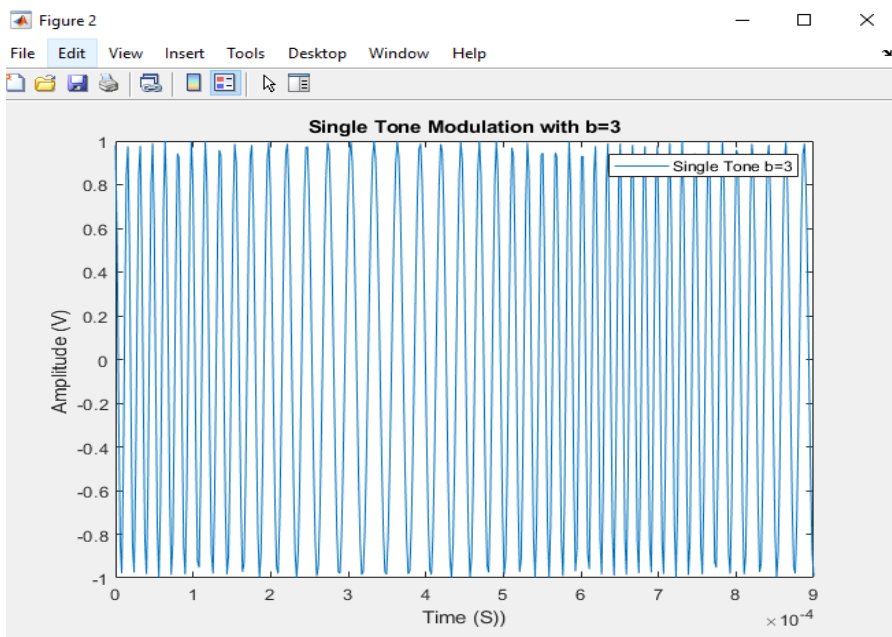 Figure 2
File Edit View Insert Tools Desktop Window Help
Single Tone Modulation with b=3
Single Tone b=3
1
0.8
0.6
0.4
0.2
0
-0.2
-0.4
-0.6
-0.8
-1
Amplitude (V)
0 1 2 3 4 5 6 7 8 9
Time (S))
×10-4